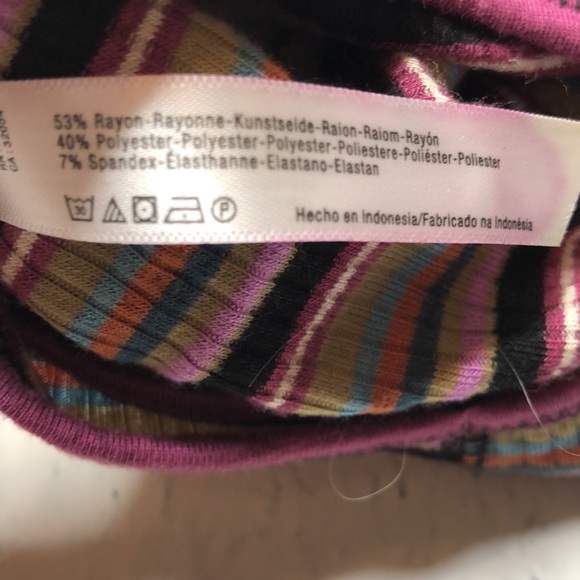 53% Rayon-Rayonne-Kunstseide-Raion-Raiom-Rayón
40% Polyester-Polyester-Polyester-Poliestere-Poliéster-Poliester
7% Spandex-Élasthanne-Elastano-Elastan
30
Hecho en Indonesia/Fabricado na Indonésia